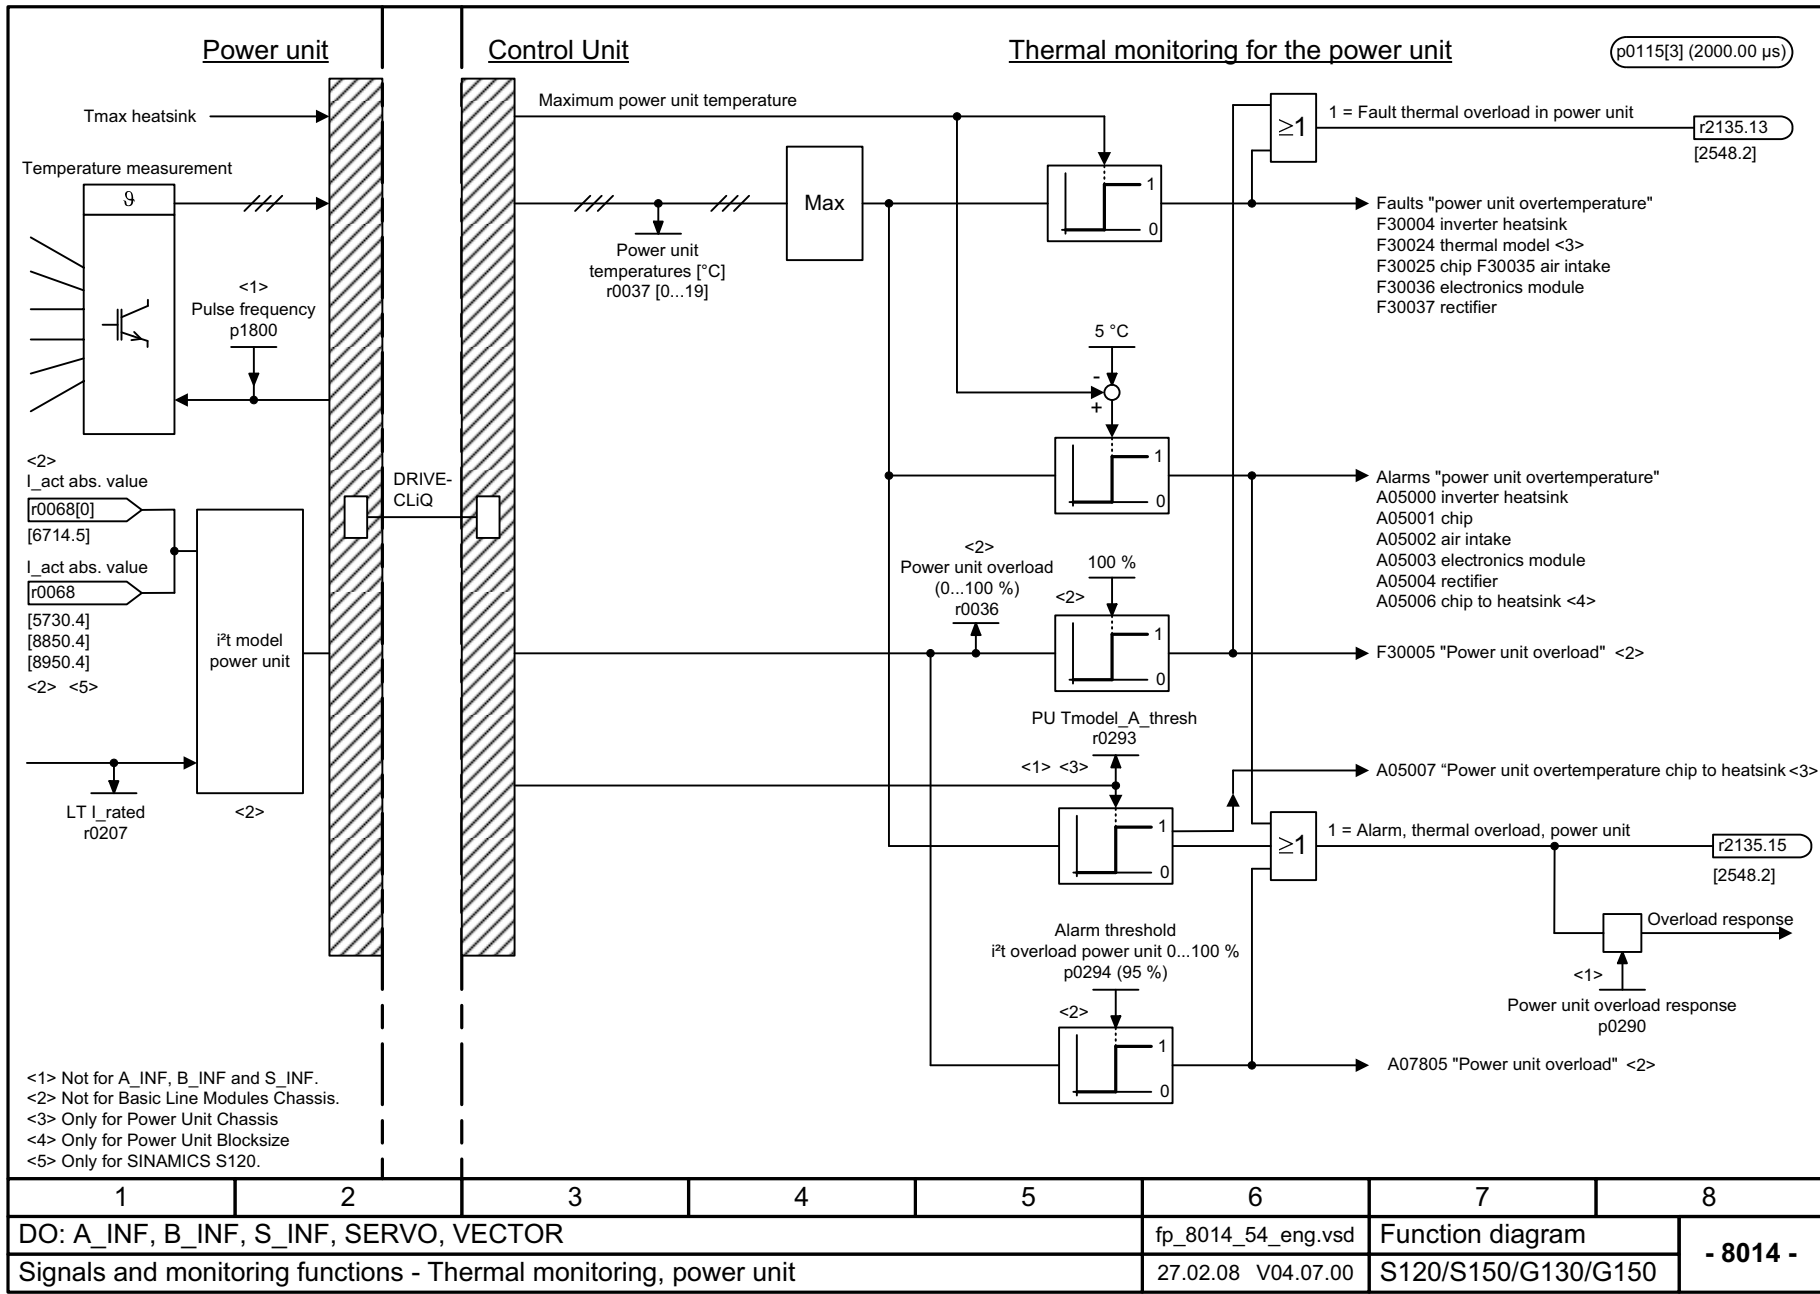 Power unit
Control Unit
Thermal monitoring for the power unit
p0115[3] (2000.00 µs)
Tmax heatsink
Maximum power unit temperature
≥1
1 = Fault thermal overload in power unit
r2135.13
[2548.2]
Temperature measurement
ϑ
Max
1
0
Power unit
temperatures [°C]
r0037 [0...19]
Faults "power unit overtemperature"
F30004 inverter heatsink
F30024 thermal model <3>
F30025 chip F30035 air intake
F30036 electronics module
F30037 rectifier
<1>
Pulse frequency
p1800
5 °C
-
+
<2>
I_act abs. value
r0068[0]
[6714.5]
I_act abs. value
r0068
[5730.4]
[8850.4]
[8950.4]
<2> <5>
i²t model
power unit
<2>
LT I_rated
r0207
DRIVE-
CLiQ
1
0
Alarms "power unit overtemperature"
A05000 inverter heatsink
A05001 chip
A05002 air intake
A05003 electronics module
A05004 rectifier
A05006 chip to heatsink <4>
<2>
Power unit overload
(0...100 %)
r0036
100 %
<2>
1
0
F30005 "Power unit overload" <2>
PU Tmodel_A_thresh
r0293
<1> <3>
1
0
A05007 “Power unit overtemperature chip to heatsink <3>
≥1
1 = Alarm, thermal overload, power unit
r2135.15
[2548.2]
Overload response
<1>
Power unit overload response
p0290
Alarm threshold
i²t overload power unit 0...100 %
p0294 (95 %)
<2>
1
0
A07805 "Power unit overload" <2>
<1> Not for A_INF, B_INF and S_INF.
<2> Not for Basic Line Modules Chassis.
<3> Only for Power Unit Chassis
<4> Only for Power Unit Blocksize
<5> Only for SINAMICS S120.
1 2 3 4 5 6 7 8
DO: A_INF, B_INF, S_INF, SERVO, VECTOR
fp_8014_54_eng.vsd
Function diagram
- 8014 -
Signals and monitoring functions - Thermal monitoring, power unit
27.02.08 V04.07.00
S120/S150/G130/G150